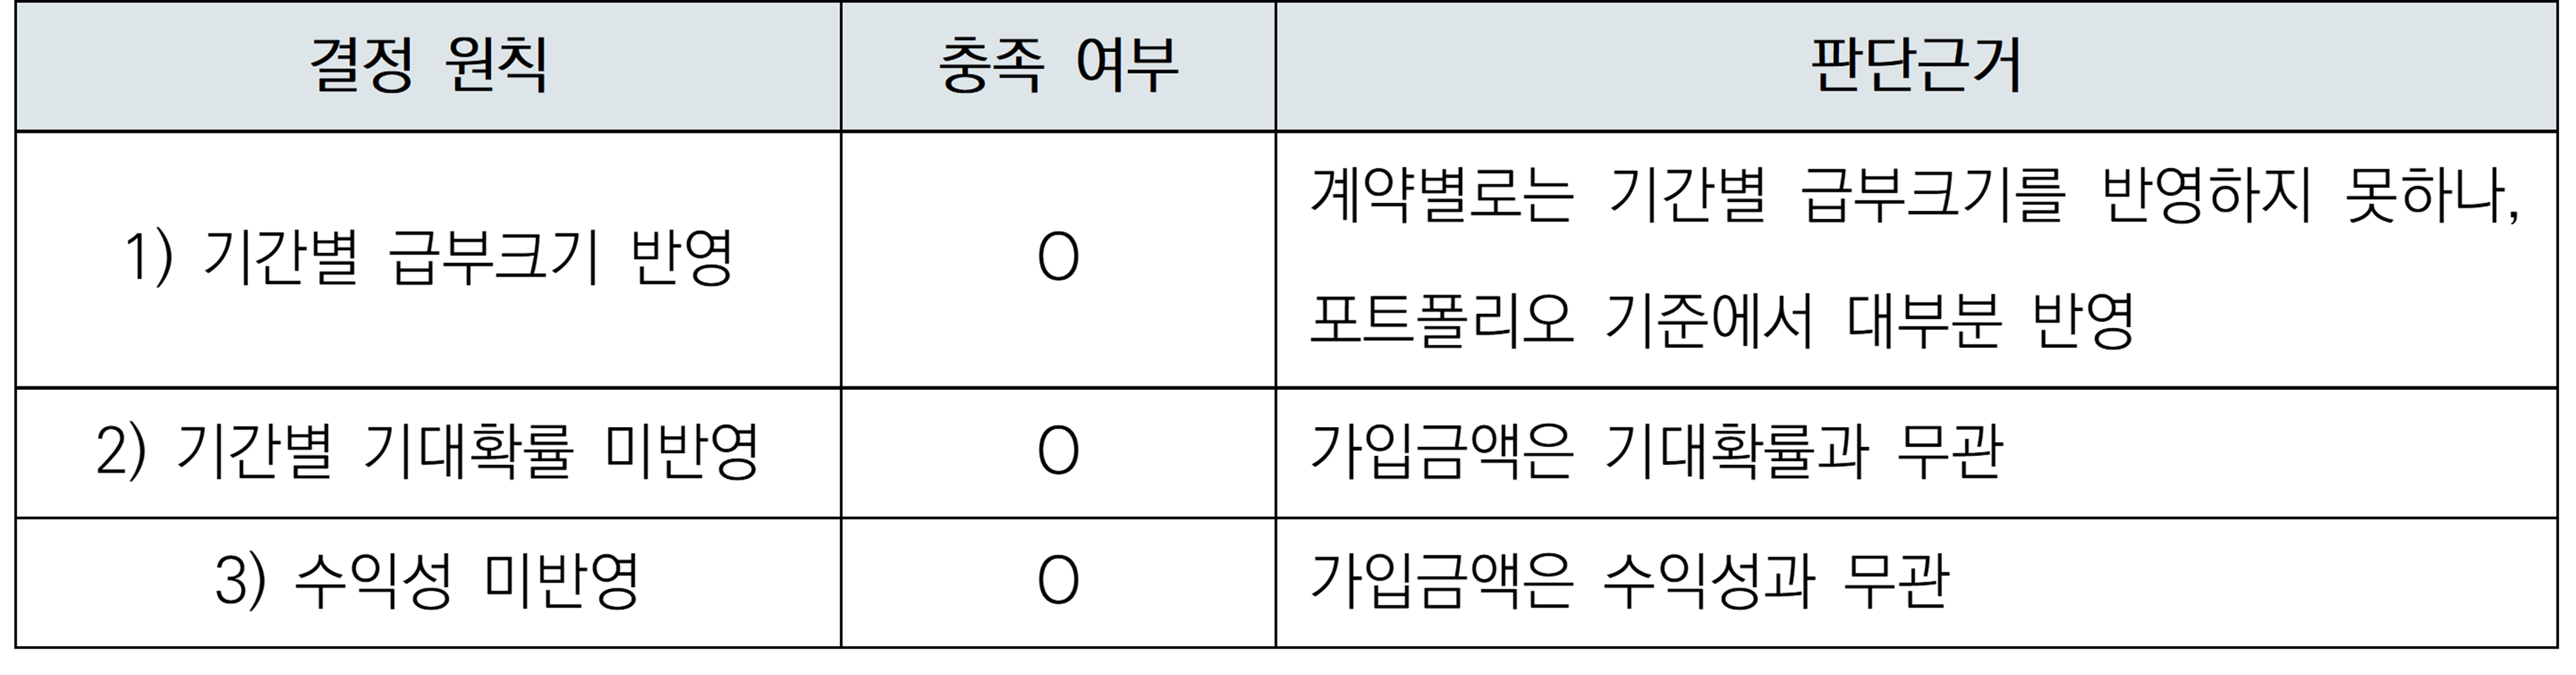 결정 원칙 충족 여부 판단근거
1) 기간별 급부크기 반영 O 계약별로는 기간별 급부크기를 반영하지 못하나,
포트폴리오 기준에서 대부분 반영
2) 기간별 기대확률 미반영 O 가입금액은 기대확률과 무관
3) 수익성 미반영 O 가입금액은 수익성과 무관